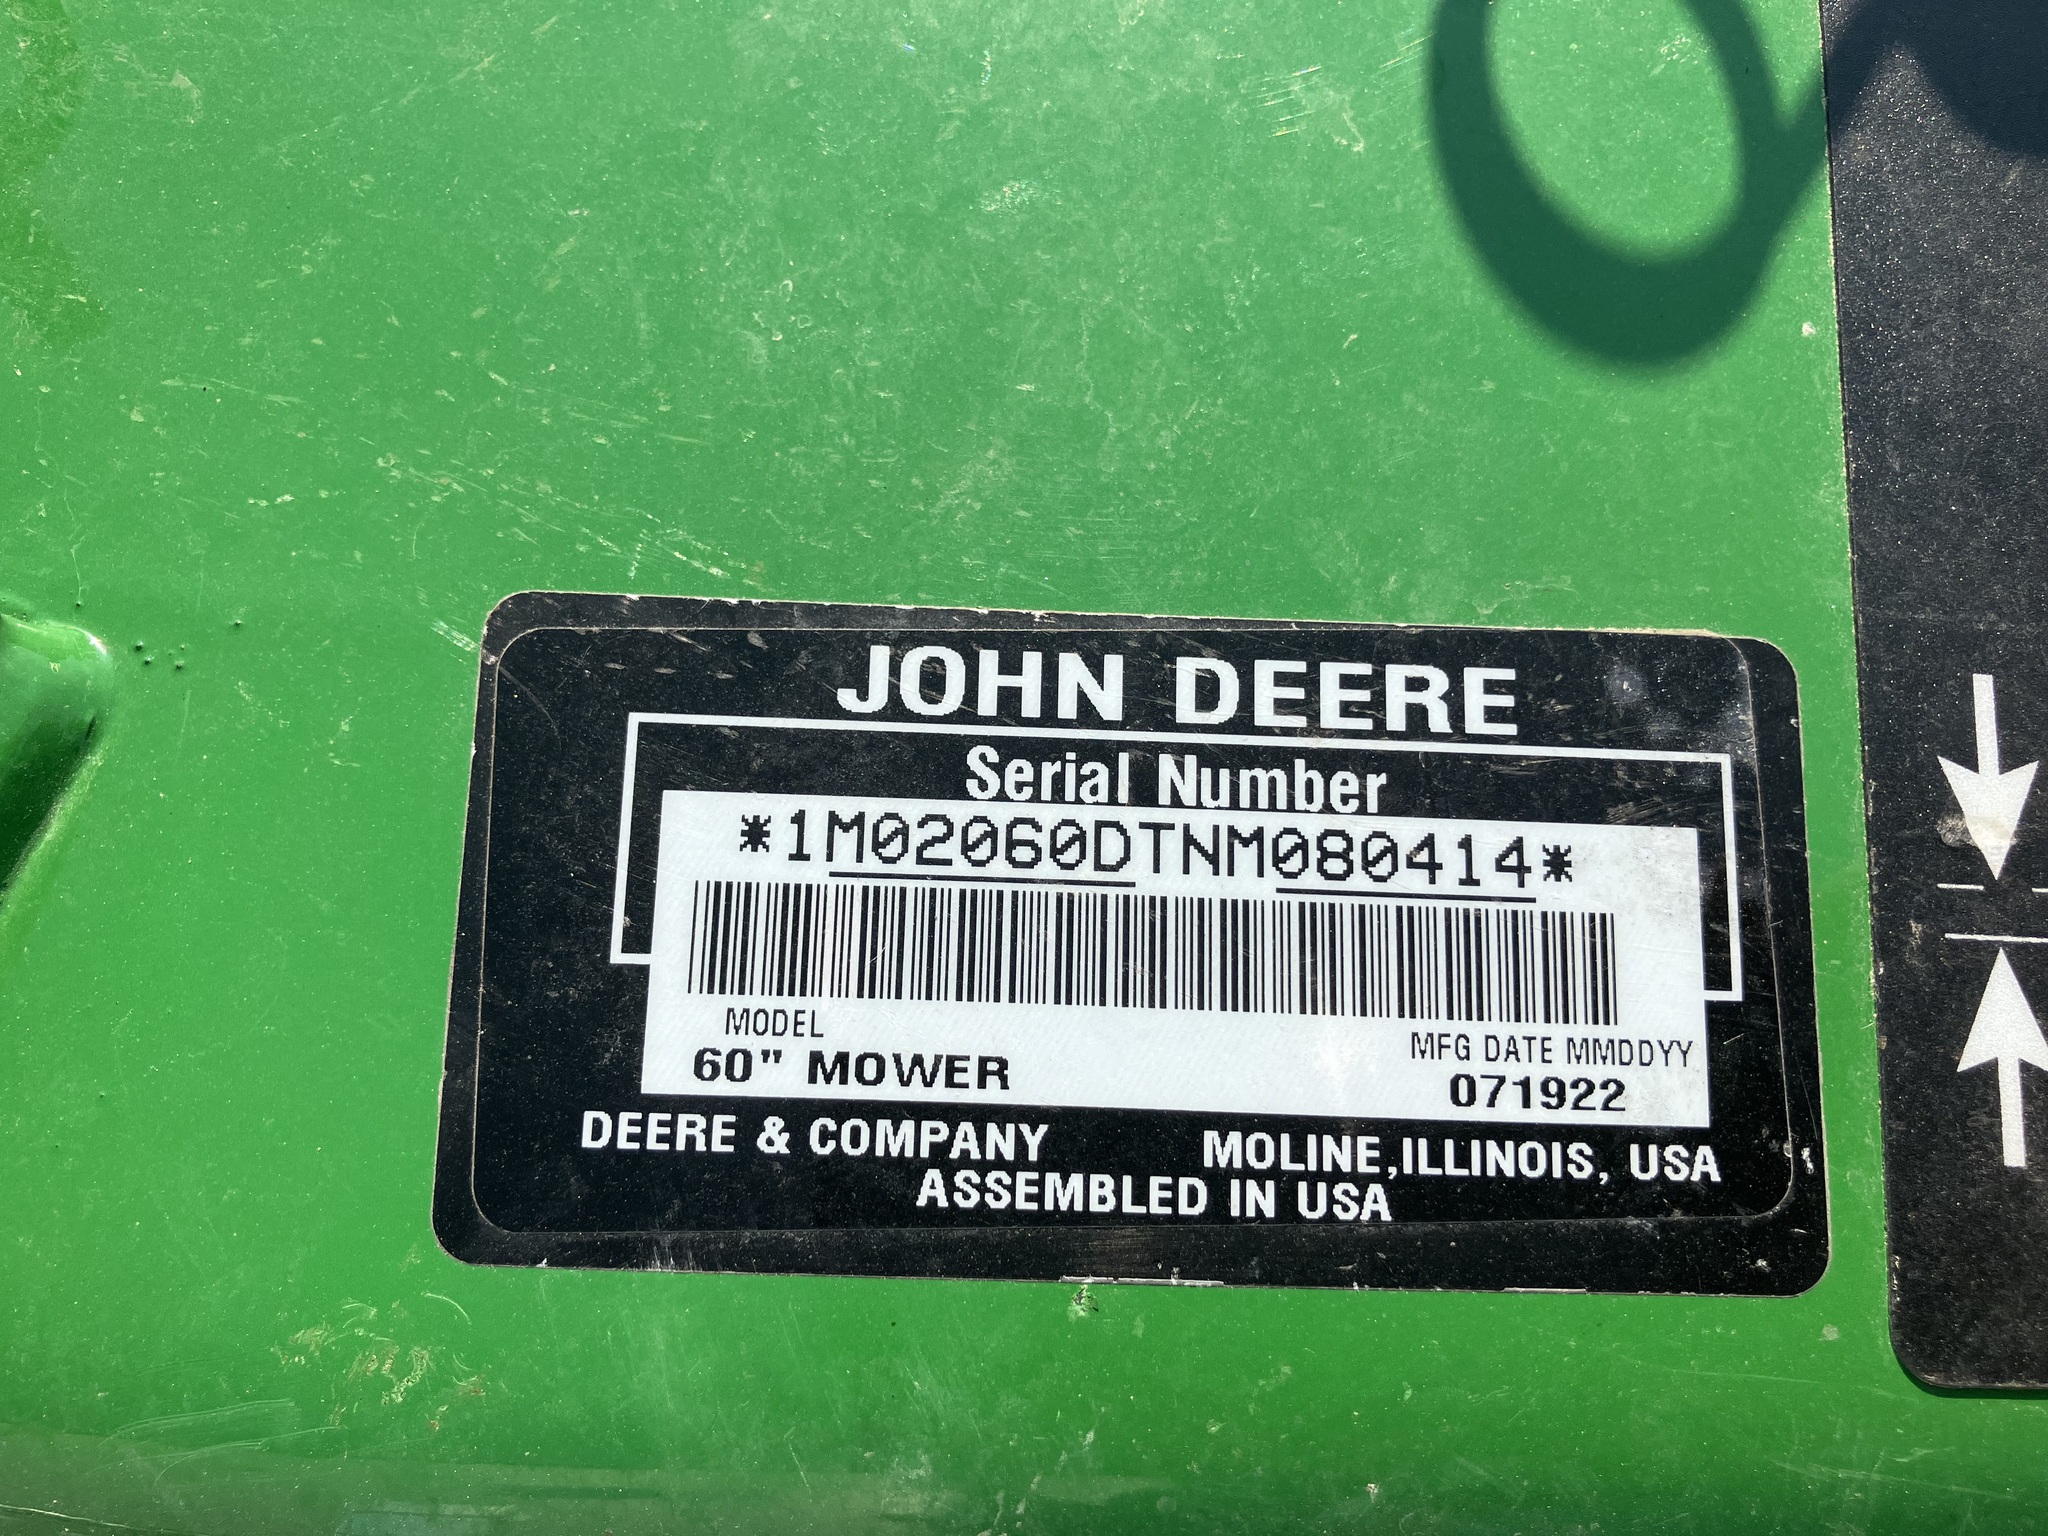 JOHN DEERE
Serial Number
*1M02060DTNM080414*
MODEL
60" MOWER
MFG DATE MMDDYY
071922
DEERE & COMPANY
MOLINE,ILLINOIS, USA
ASSEMBLED IN USA